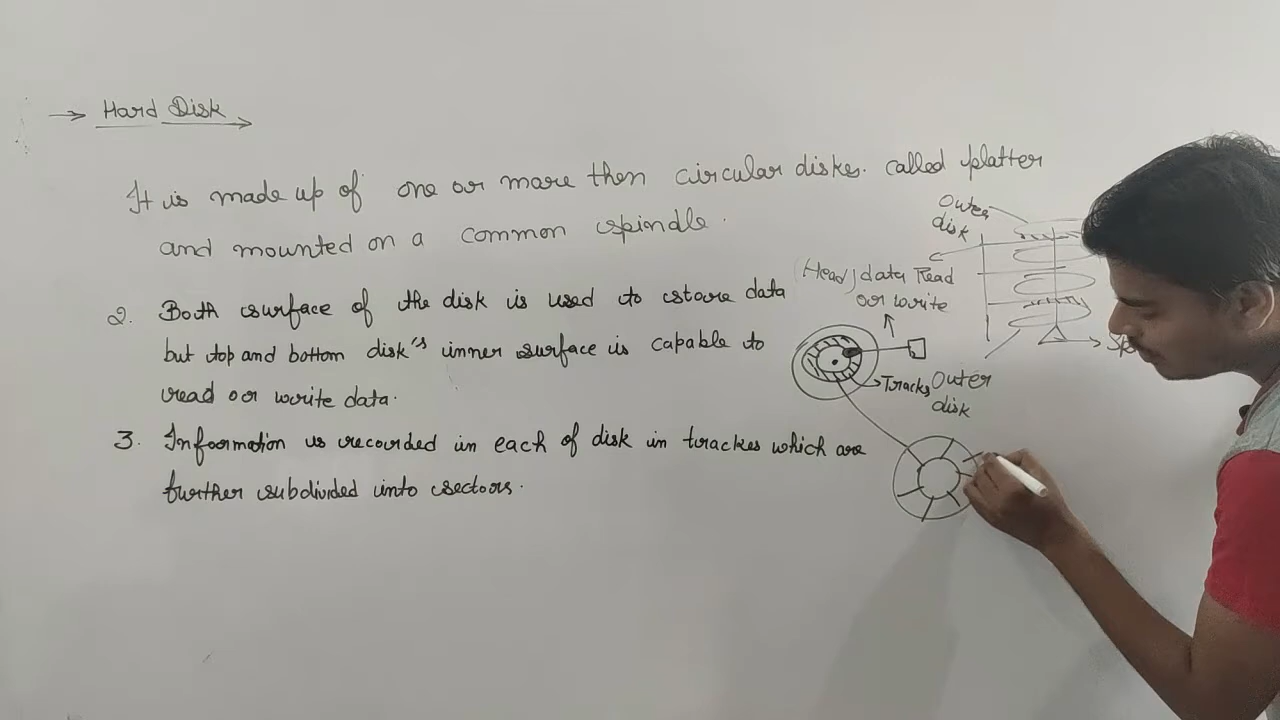 → Hard Disk
It is made up of one or more then circular diskes. called platter
and mounted on a common spindle.
2. Both surface of the disk is used to store data
but top and bottom disk's inner surface is capable to
read or write data.
3. Information is recorded in each of disk in trackes which are
further subdivided into sectors.
Outer
disk
Head, data Read
or write
Tracks
Outer
disk